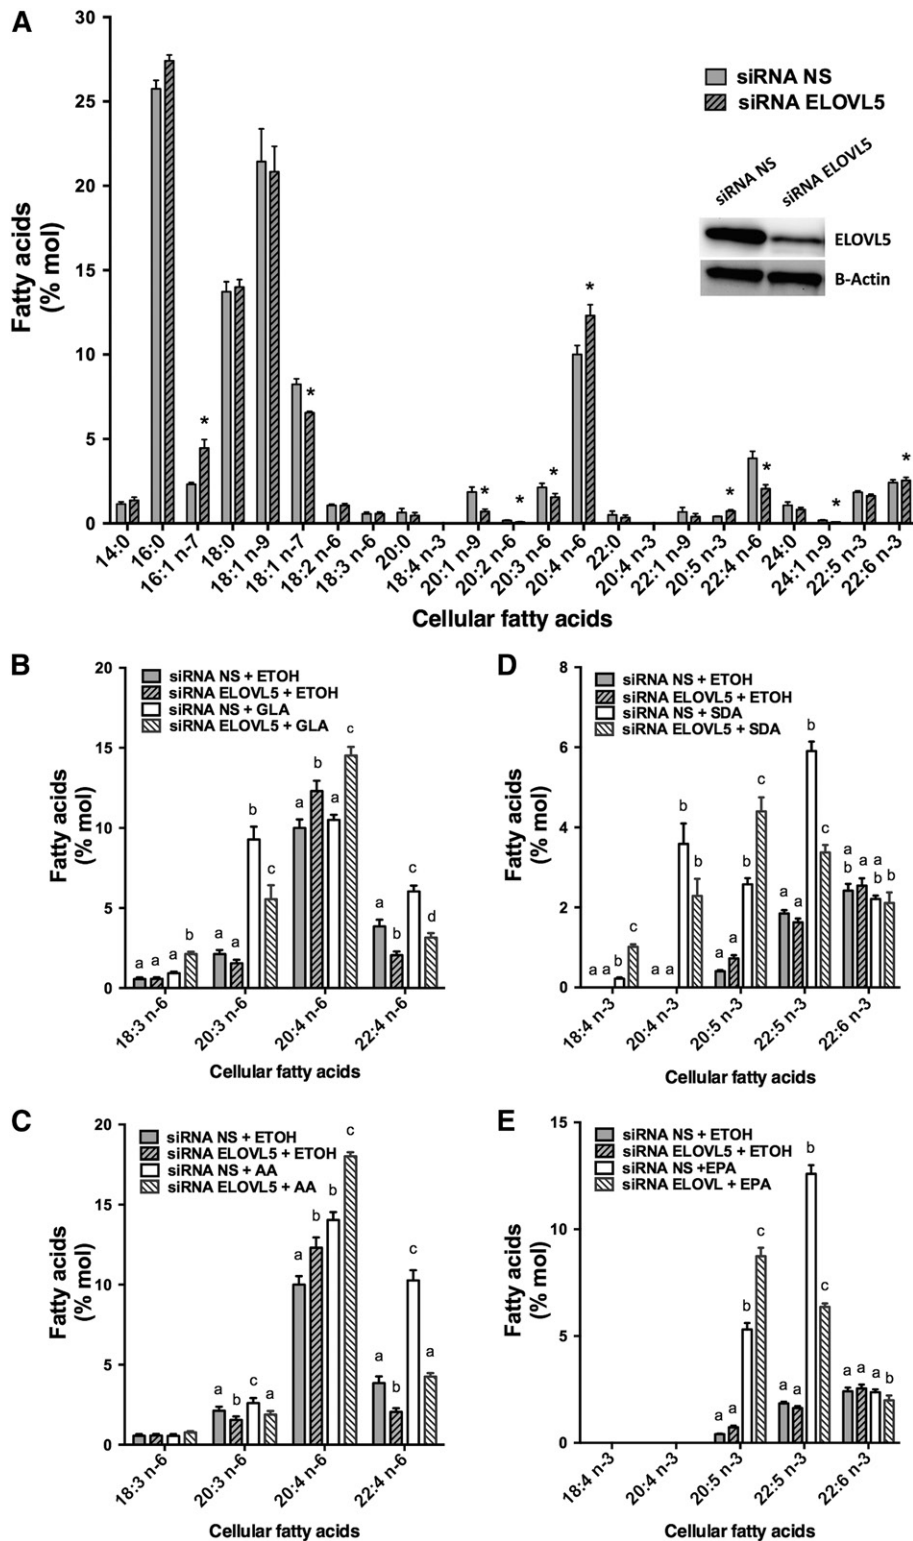 A
30
25
20
15
10
5
0
Fatty acids
(% mol)
siRNA NS
siRNA ELOVL5
siRNA NS
siRNA ELOVL5
ELOVL5
B-Actin
* * * * * * * * * *
14:0
16:0
16:1 n-7
18:0
18:1 n-9
18:1 n-7
18:2 n-6
18:3 n-6
20:0
18:4 n-3
20:1 n-9
20:2 n-6
20:3 n-6
20:4 n-6
22:0
20:4 n-3
22:1 n-9
20:5 n-3
22:4 n-6
24:0
24:1 n-9
22:5 n-3
22:6 n-3
Cellular fatty acids
B
20
15
10
5
0
Fatty acids
(% mol)
siRNA NS + ETOH
siRNA ELOVL5 + ETOH
siRNA NS + GLA
siRNA ELOVL5 + GLA
a a a b
a a b c
a b a c
a b c d
18:3 n-6
20:3 n-6
20:4 n-6
22:4 n-6
Cellular fatty acids
D
8
6
4
2
0
Fatty acids
(% mol)
siRNA NS + ETOH
siRNA ELOVL5 + ETOH
siRNA NS + SDA
siRNA ELOVL5 + SDA
a a b c
a a b b
a a b c
a a b c
a b a a b b
18:4 n-3
20:4 n-3
20:5 n-3
22:5 n-3
22:6 n-3
Cellular fatty acids
C
20
15
10
5
0
Fatty acids
(% mol)
siRNA NS + ETOH
siRNA ELOVL5 + ETOH
siRNA NS + AA
siRNA ELOVL5 + AA
a b c a
a b b c
a b c a
18:3 n-6
20:3 n-6
20:4 n-6
22:4 n-6
Cellular fatty acids
E
15
10
5
0
Fatty acids
(% mol)
siRNA NS + ETOH
siRNA ELOVL5 + ETOH
siRNA NS +EPA
siRNA ELOVL + EPA
a a b c
a a b c
a a a b
18:4 n-3
20:4 n-3
20:5 n-3
22:5 n-3
22:6 n-3
Cellular fatty acids